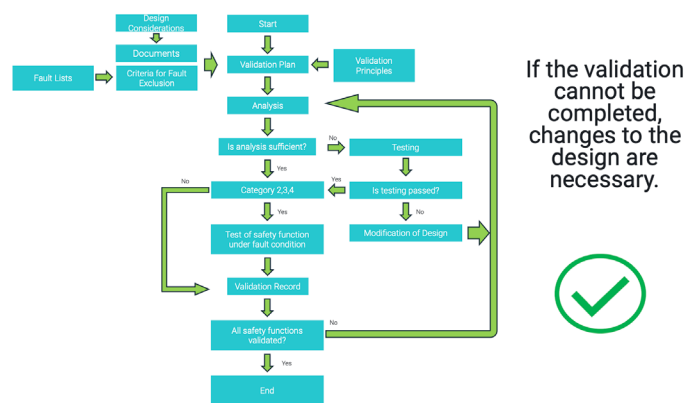 Design
Considerations
Start
Documents
Validation Plan
Validation
Principles
Fault Lists
Criteria for Fault
Exclusion
Analysis
Is analysis sufficient?
No
Testing
Yes
Category 2,3,4
Yes
Is testing passed?
No
Yes
No
Test of safety function
under fault condition
Modification of Design
Validation Record
All safety functions
validated?
No
Yes
End
If the validation
cannot be
completed,
changes to the
design are
necessary.